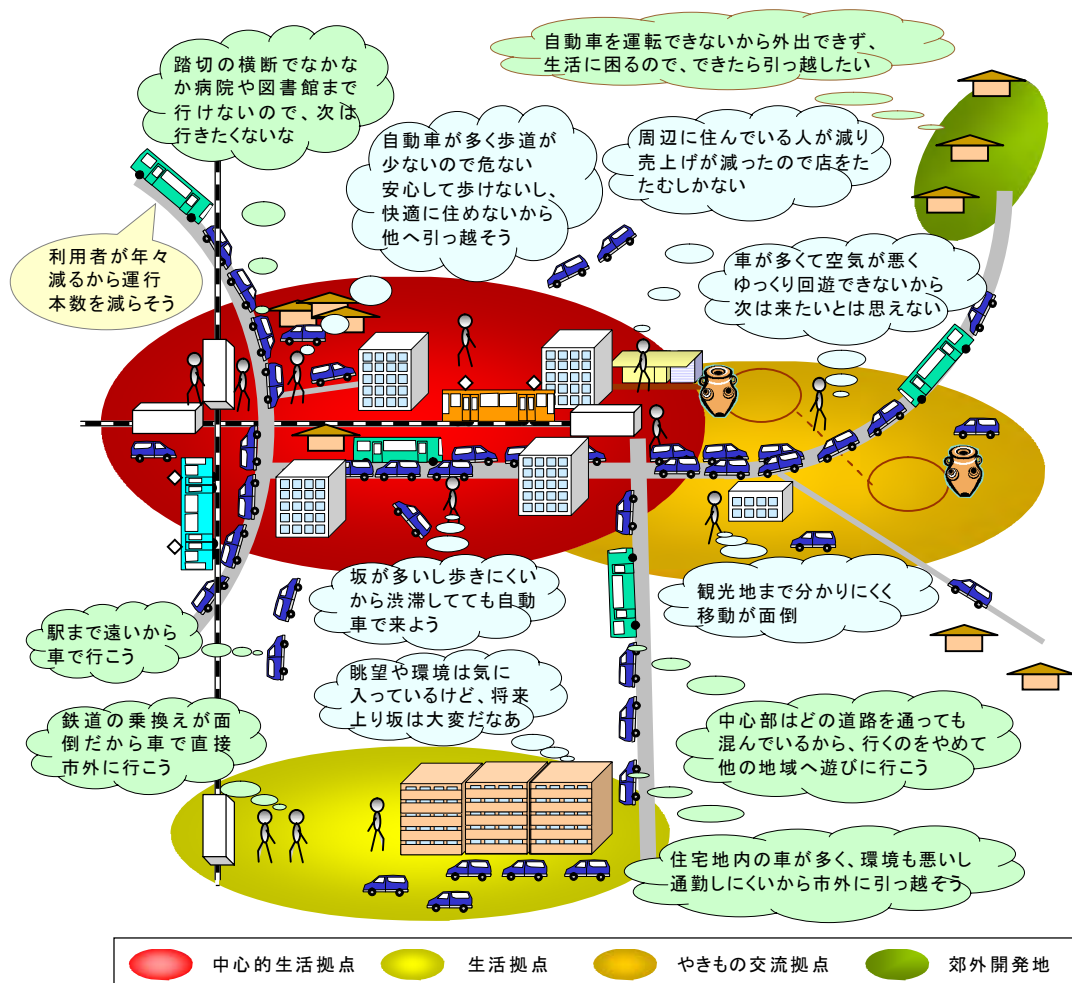 自動車を運転できないから外出できず、
生活に困るので、できたら引っ越したい
踏切の横断でなかな
か病院や図書館まで
行けないので、次は
行きたくないな
自動車が多く歩道が
少ないので危ない
安心して歩けないし、
快適に住めないから
他へ引っ越そう
周辺に住んでいる人が減り
売上げが減ったので店をた
たむしかない
利用者が年々
減るから運行
本数を減らそう
車が多くて空気が悪く
ゆっくり回遊できないから
次は来たいとは思えない
坂が多いし歩きにくい
から渋滞してても自動
車で来よう
観光地まで分かりにくく
移動が面倒
駅まで遠いから
車で行こう
眺望や環境は気に
入っているけど、将来
上り坂は大変だなあ
鉄道の乗換えが面
倒だから車で直接
市外に行こう
中心部はどの道路を通っても
混んでいるから、行くのをやめて
他の地域へ遊びに行こう
住宅地内の車が多く、環境も悪いし
通勤しにくいから市外に引っ越そう
中心的生活拠点
生活拠点
やきもの交流拠点
郊外開発地